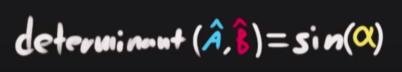 determinant (Â,B̂)=sin(α)